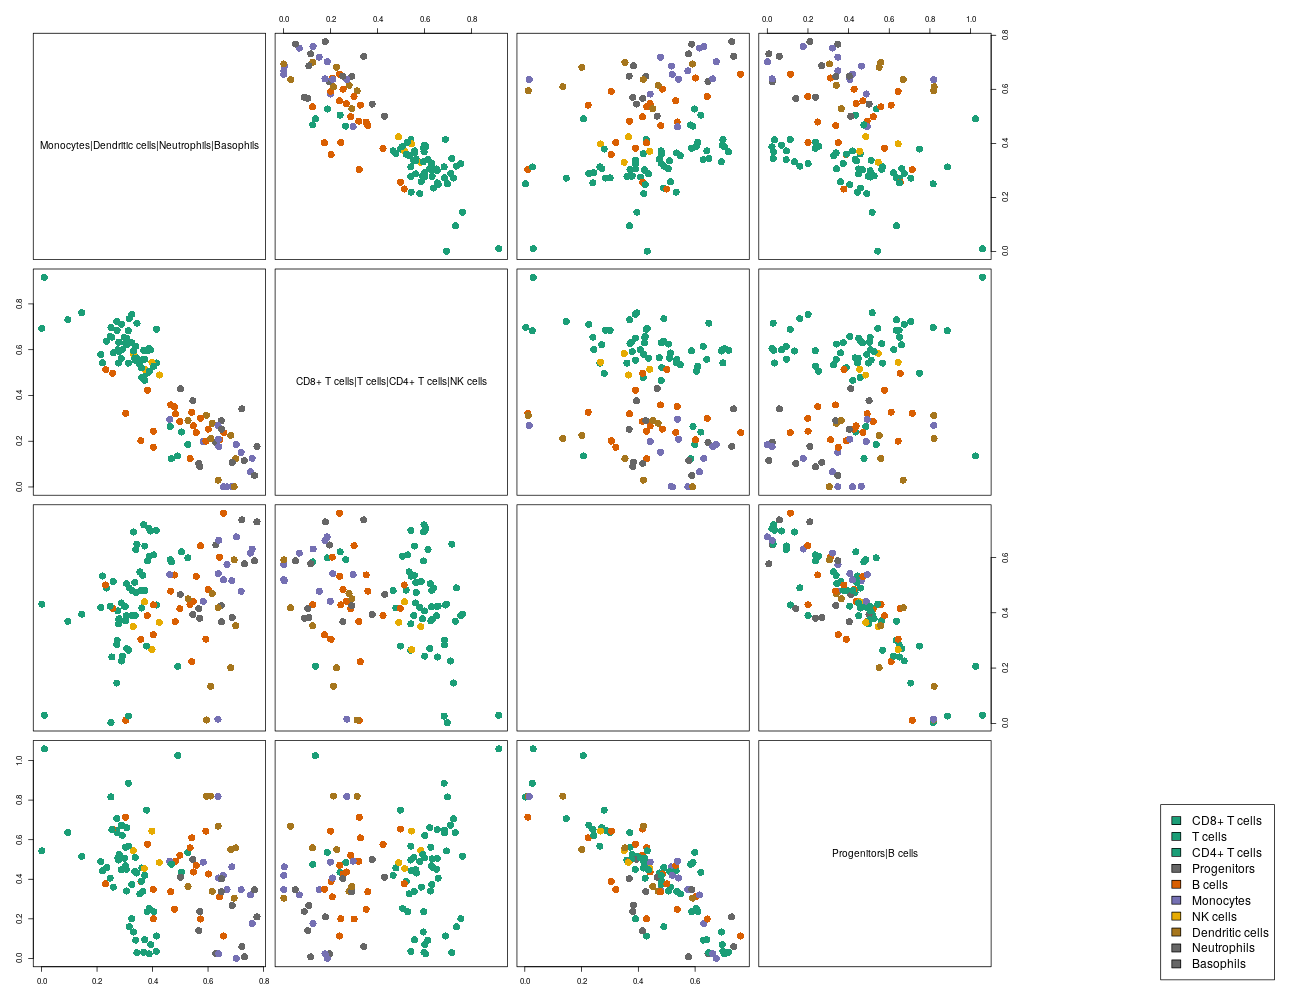 0.0 0.2 0.4 0.6 0.8
0.0 0.2 0.4 0.6 0.8 1.0
Monocytes|Dendritic cells|Neutrophils|Basophils
0.0 0.2 0.4 0.6 0.8
0.0 0.2 0.4 0.6 0.8
CD8+ T cells|T cells|CD4+ T cells|NK cells
0.0 0.2 0.4 0.6
0.0 0.2 0.4 0.6 0.8 1.0
Progenitors|B cells
0.0 0.2 0.4 0.6 0.8
0.0 0.2 0.4 0.6
CD8+ T cells
T cells
CD4+ T cells
Progenitors
B cells
Monocytes
NK cells
Dendritic cells
Neutrophils
Basophils